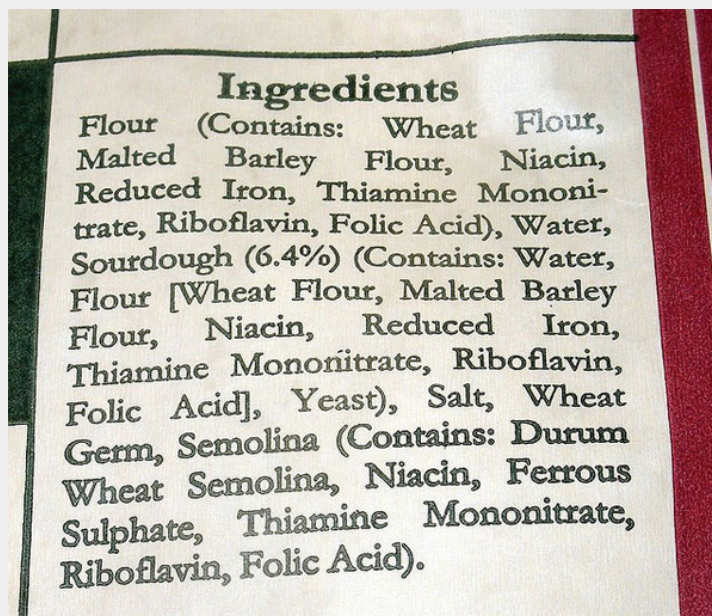 Ingredients
Flour (Contains: Wheat Flour,
Malted Barley Flour, Niacin,
Reduced Iron, Thiamine Mononi-
trate, Riboflavin, Folic Acid), Water,
Sourdough (6.4%) (Contains: Water,
Flour [Wheat Flour, Malted Barley
Flour, Niacin, Reduced Iron,
Thiamine Mononitrate, Riboflavin,
Folic Acid], Yeast), Salt, Wheat
Germ, Semolina (Contains: Durum
Wheat Semolina, Niacin, Ferrous
Sulphate, Thiamine Mononitrate,
Riboflavin, Folic Acid).